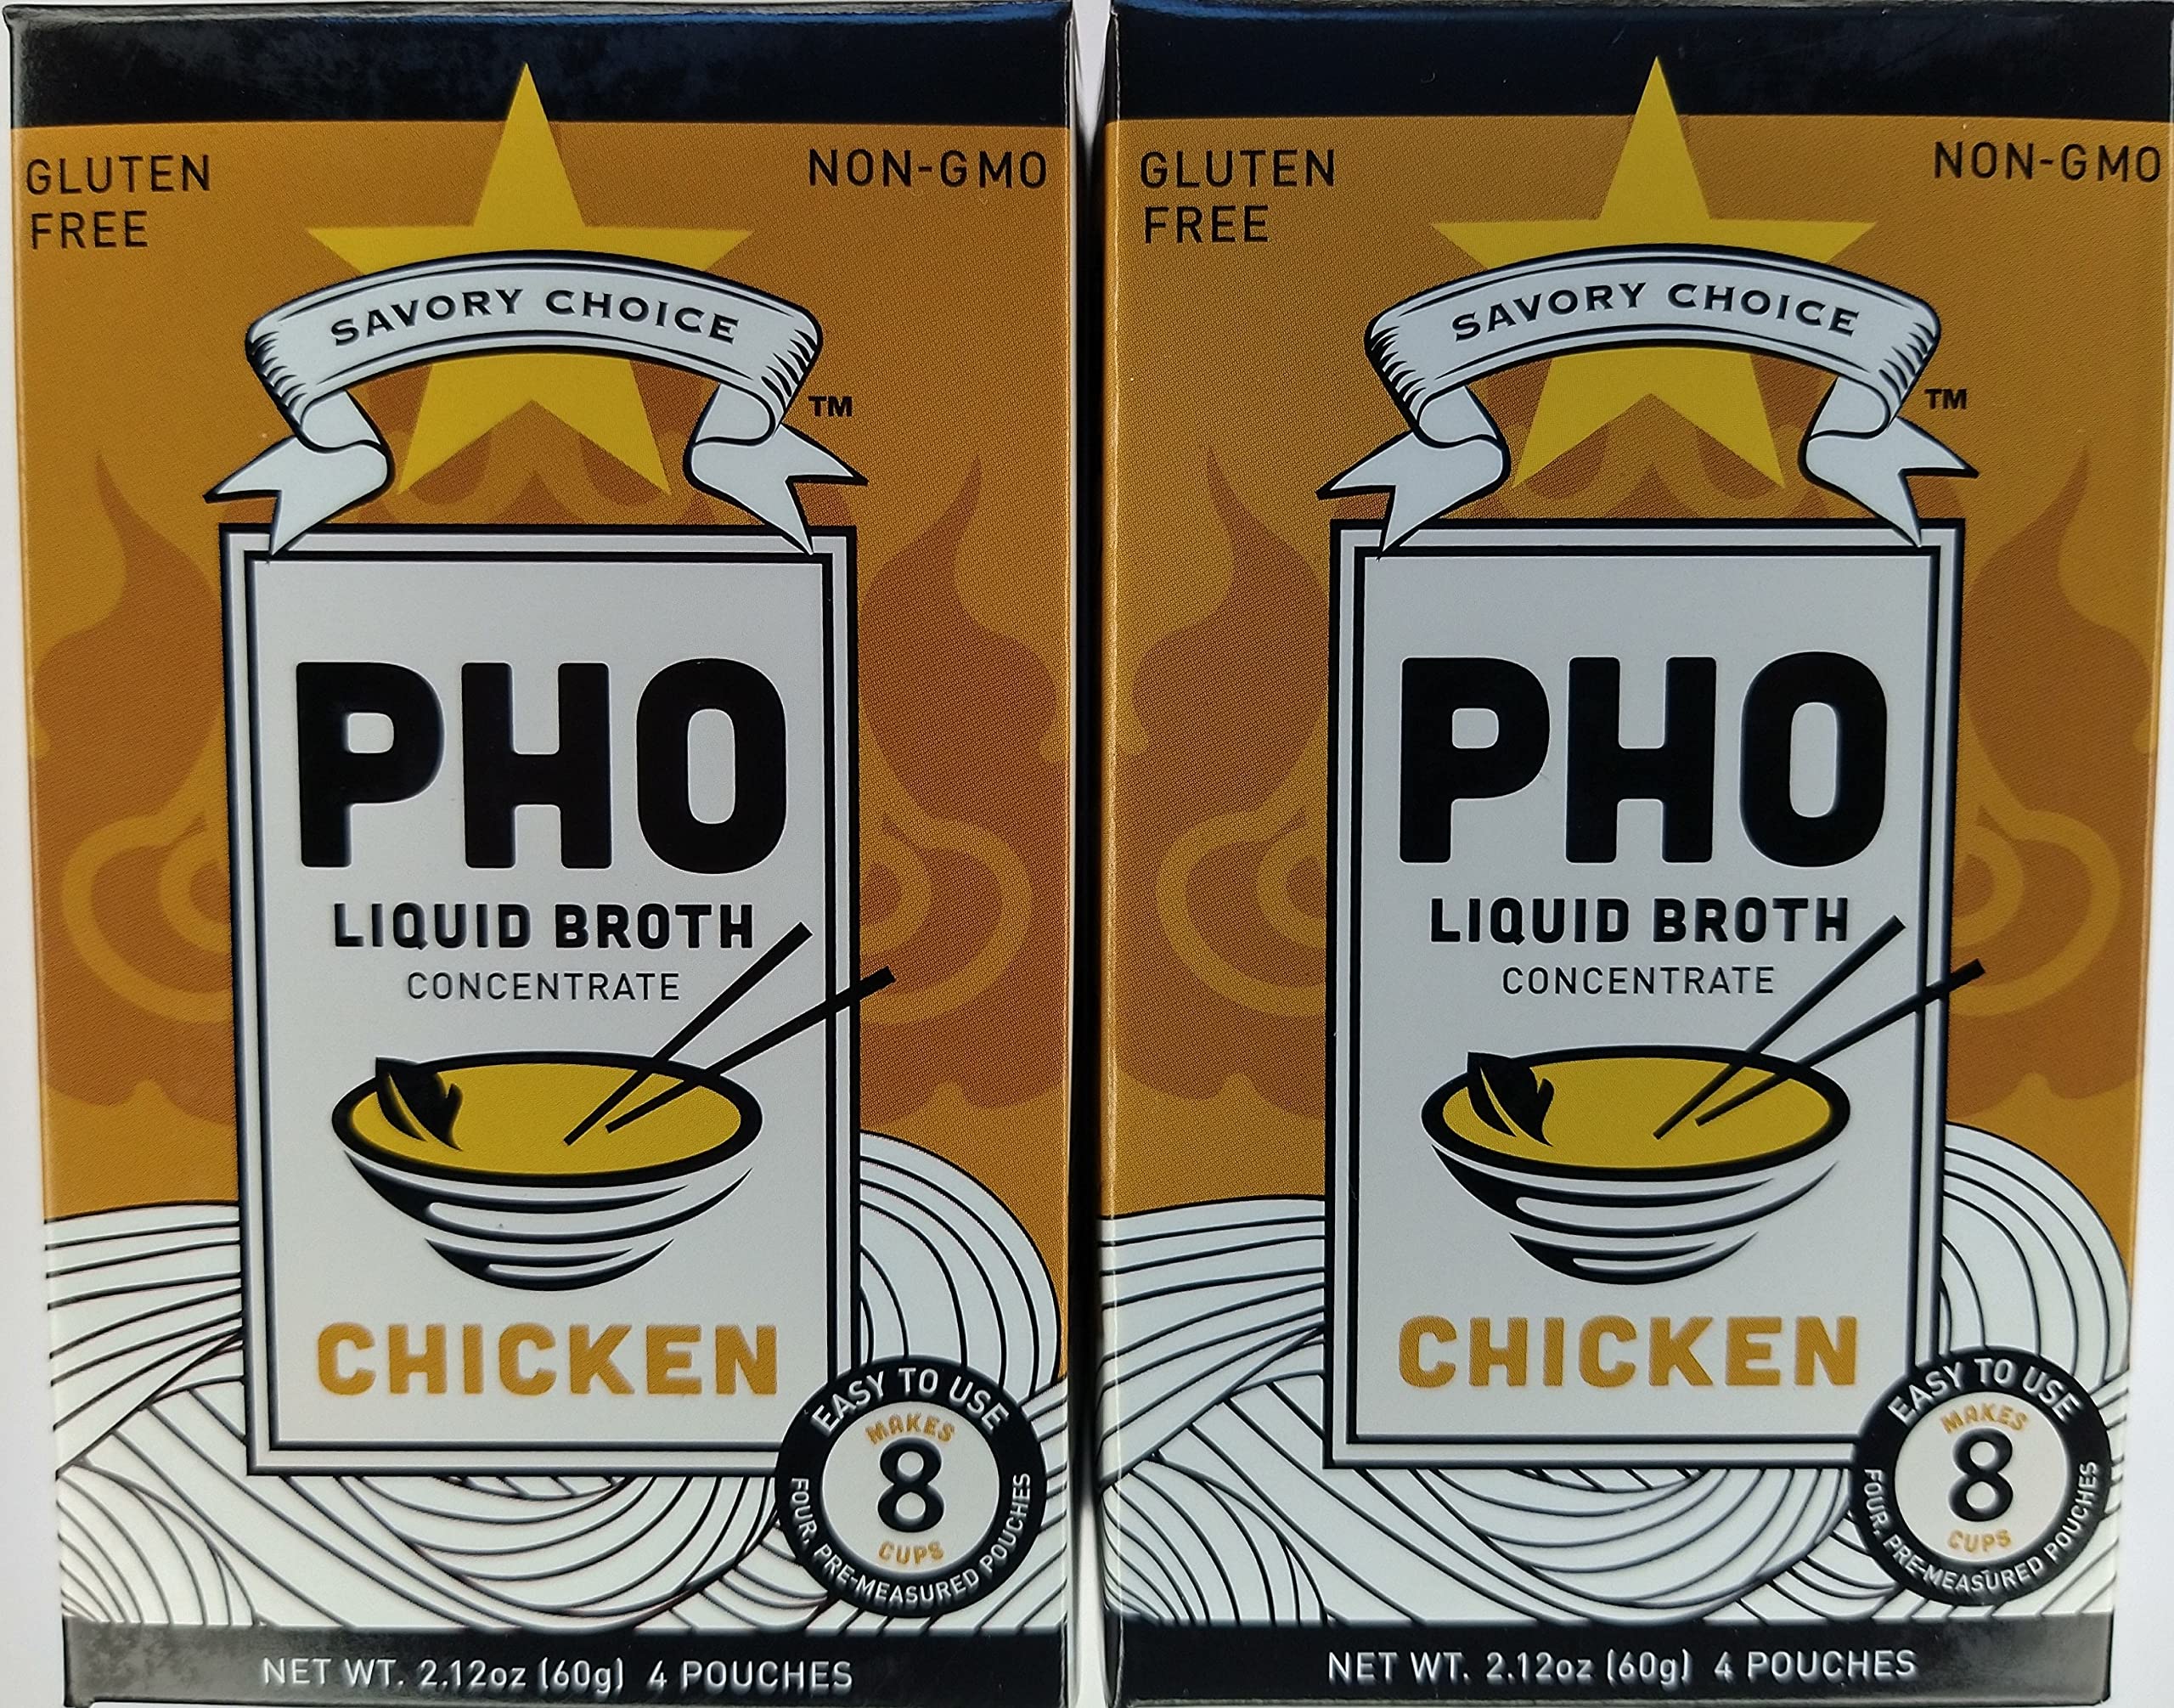 GLUTEN
FREE
NON-GMO
SAVORY CHOICE
TM
PHO
LIQUID BROTH
CONCENTRATE
CHICKEN
EASY TO USE
MAKES
8
CUPS
FOUR, PRE-MEASURED POUCHES
NET WT. 2.12oz (60g) 4 POUCHES
GLUTEN
FREE
NON-GMO
SAVORY CHOICE
TM
PHO
LIQUID BROTH
CONCENTRATE
CHICKEN
EASY TO USE
MAKES
8
CUPS
FOUR, PRE-MEASURED POUCHES
NET WT. 2.12oz (60g) 4 POUCHES